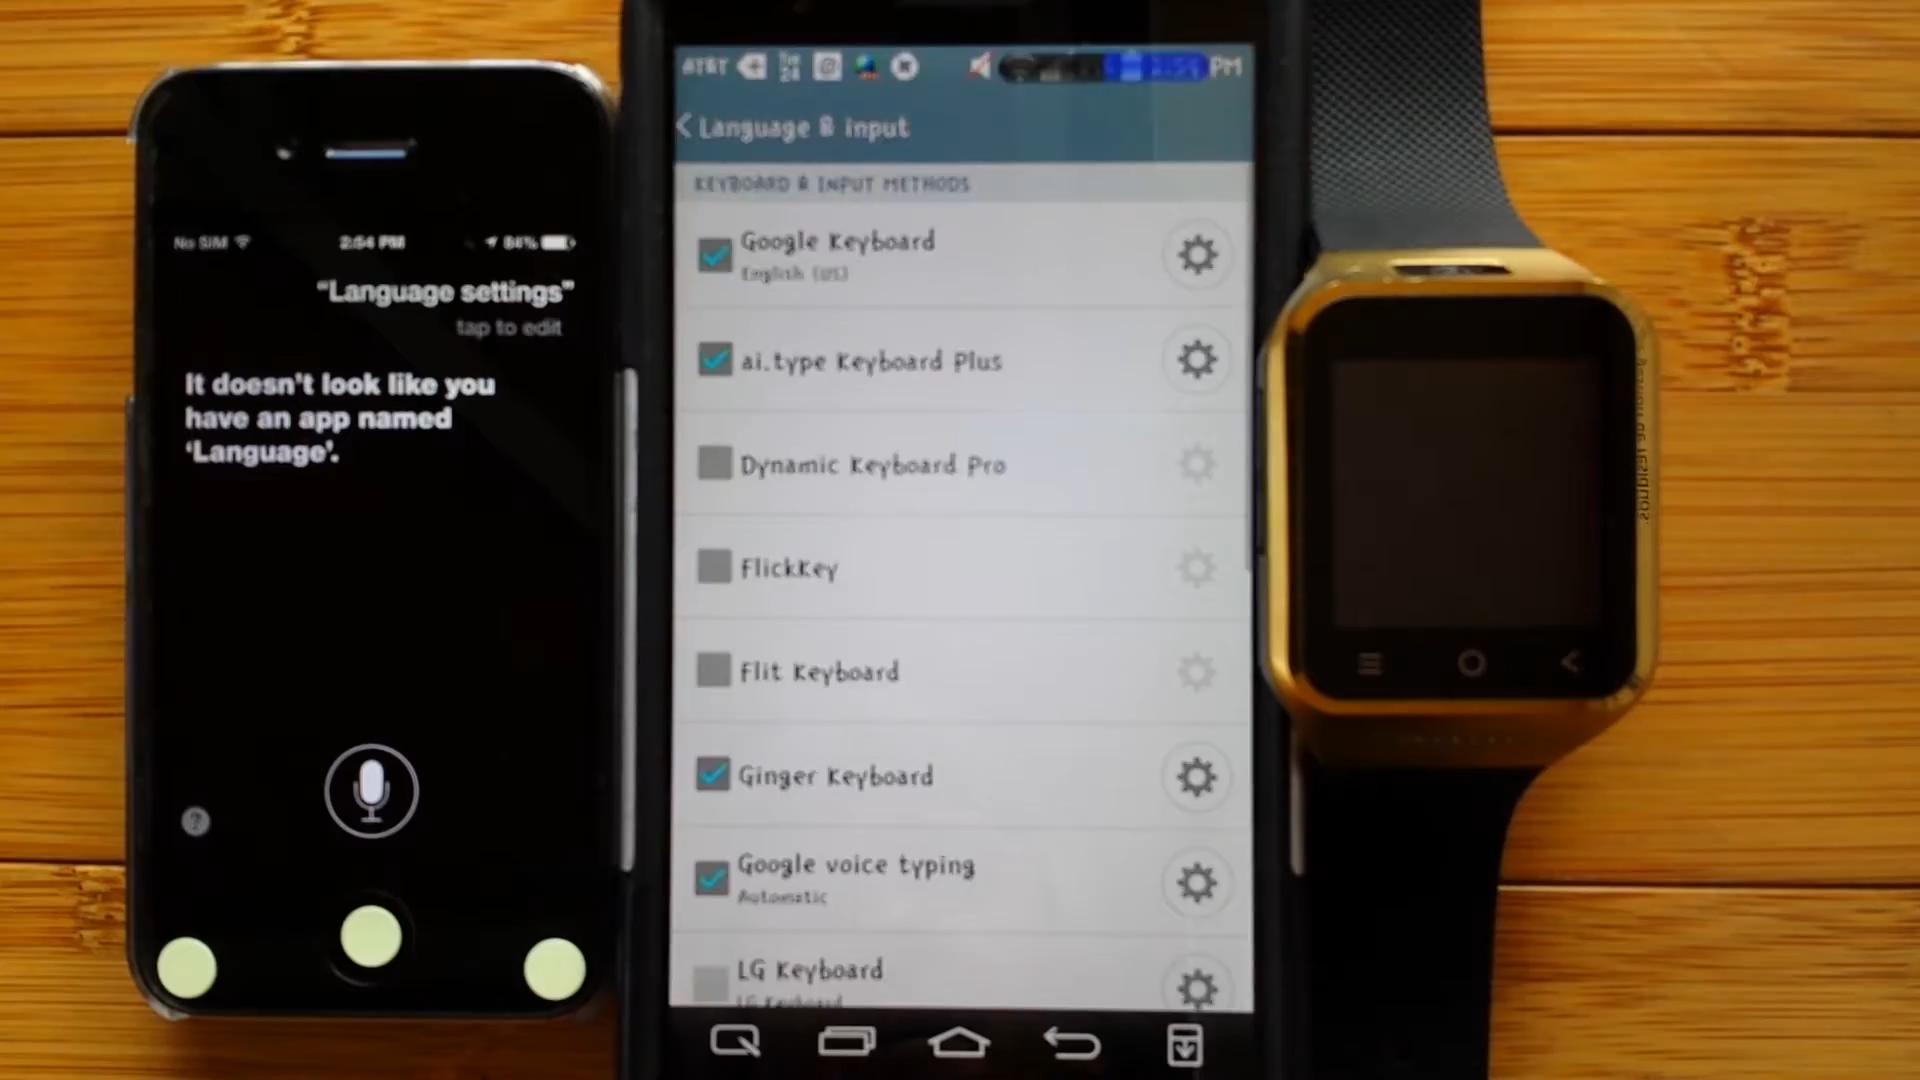 No SIM
2:54 PM
84%
“Language settings”
tap to edit
It doesn't look like you
have an app named
‘Language’.
?
AT&T
PM
Language & input
KEYBOARD & INPUT METHODS
Google Keyboard
English (US)
ai.type Keyboard Plus
Dynamic Keyboard Pro
FlickKey
Flit Keyboard
Ginger Keyboard
Google voice typing
Automatic
LG Keyboard
LG Keyboard